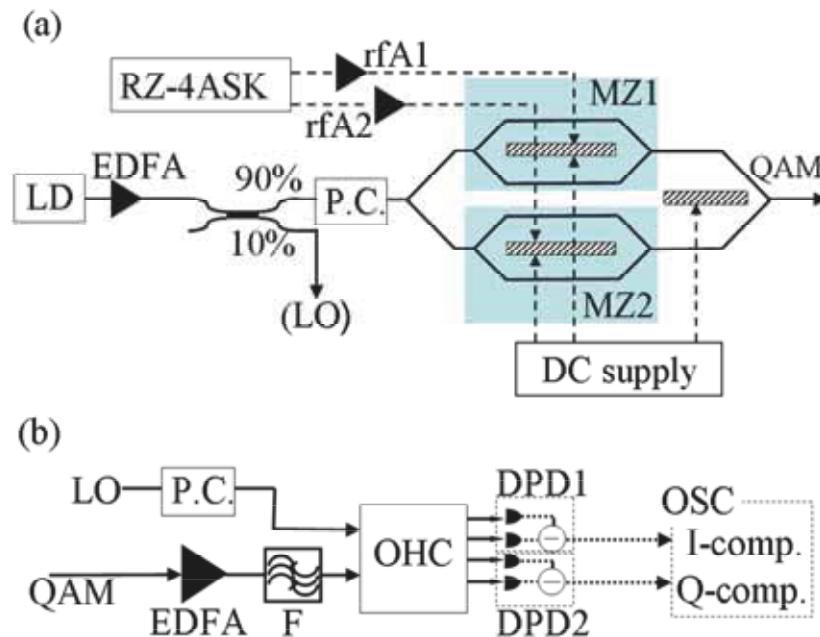 (a)
RZ-4ASK
rfA1
rfA2
MZ1
EDFA
LD
90%
10%
P.C.
QAM
(LO)
MZ2
DC supply
(b)
LO
P.C.
DPD1
OSC
OHC
I-comp.
Q-comp.
QAM
EDFA
F
DPD2